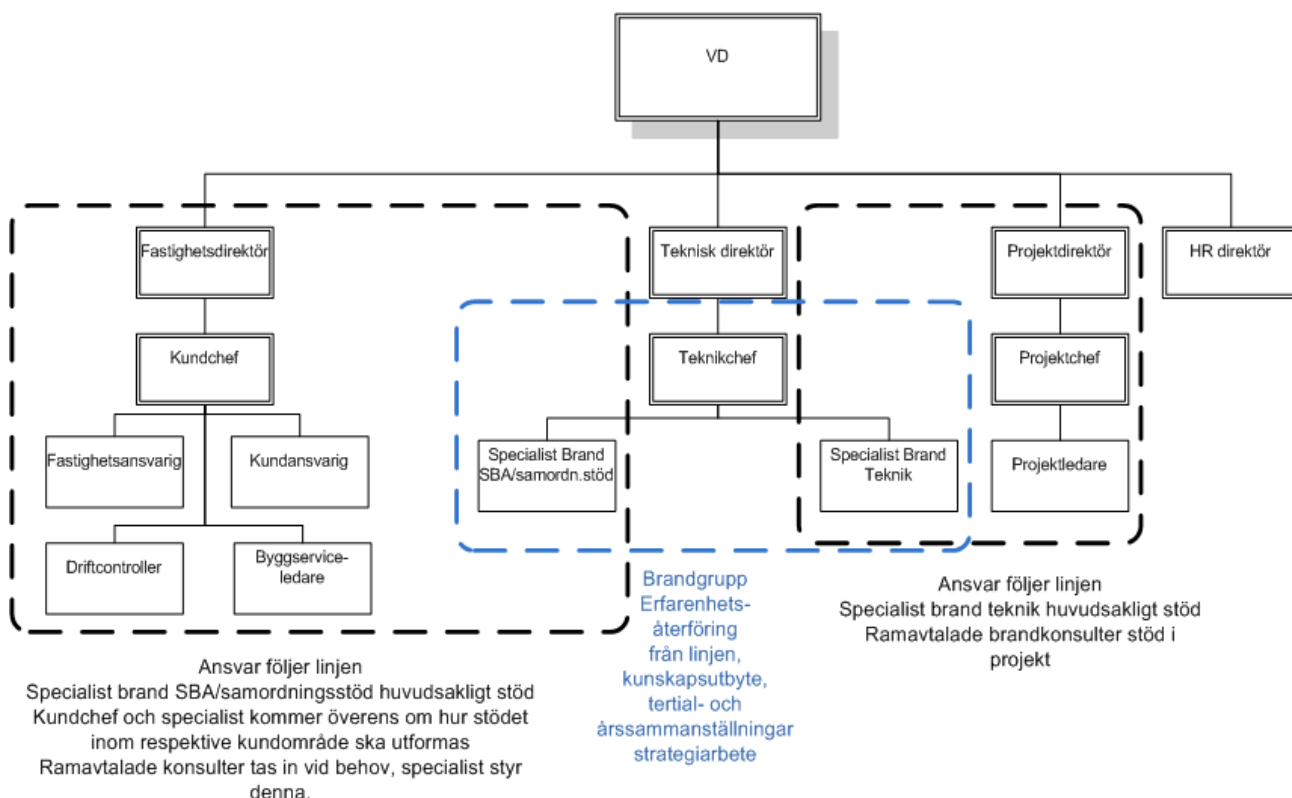 VD
Fastighetsdirektör
Teknisk direktör
Projektdirektör
HR direktör
Kundchef
Teknikchef
Projektchef
Fastighetsansvarig
Kundansvarig
Specialist Brand
SBA/samordn.stöd
Specialist Brand
Teknik
Projektledare
Driftcontroller
Byggservice-
ledare
Brandgrupp
Erfarenhets-
återföring
från linjen,
kunskapsutbyte,
tertial- och
årssammanställningar
strategiarbete
Ansvar följer linjen
Specialist brand teknik huvudsakligt stöd
Ramavtalade brandkonsulter stöd i
projekt
Ansvar följer linjen
Specialist brand SBA/samordningsstöd huvudsakligt stöd
Kundchef och specialist kommer överens om hur stödet
inom respektive kundområde ska utformas
Ramavtalade konsulter tas in vid behov, specialist styr
denna.